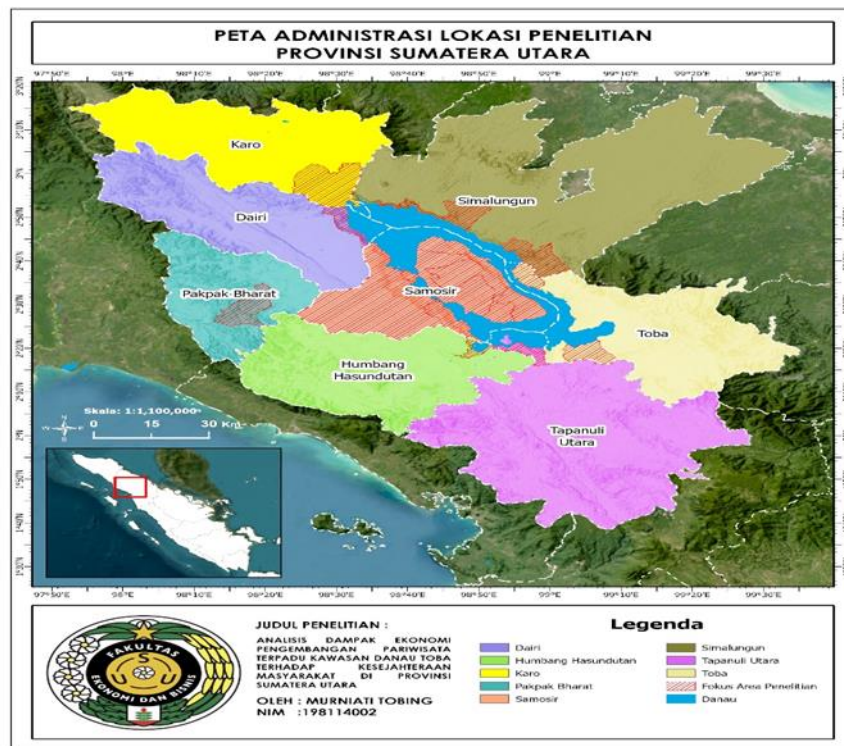 PETA ADMINISTRASI LOKASI PENELITIAN
PROVINSI SUMATERA UTARA
97°50'E 98°E 98°10'E 98°20'E 98°30'E 98°40'E 98°50'E 99°E 99°10'E 99°20'E 99°30'E
Karo
Simalungun
Dairi
Pakpak Bharat
Samosir
Toba
Humbang
Hasundutan
Tapanuli
Utara
Skala: 1:1,100,000
0 15 30 Km
JUDUL PENELITIAN :
ANALISIS DAMPAK EKONOMI
PENGEMBANGAN PARIWISATA
TERPADU KAWASAN DANAU TOBA
TERHADAP KESEJAHTERAAN
MASYARAKAT DI PROVINSI
SUMATERA UTARA
OLEH : MURNIATI TOBING
NIM :198114002
FAKULTAS
USU
EKONOMI DAN BISNIS
Legenda
Dairi
Humbang Hasundutan
Karo
Pakpak Bharat
Samosir
Simalungun
Tapanuli Utara
Toba
Fokus Area Penelitian
Danau